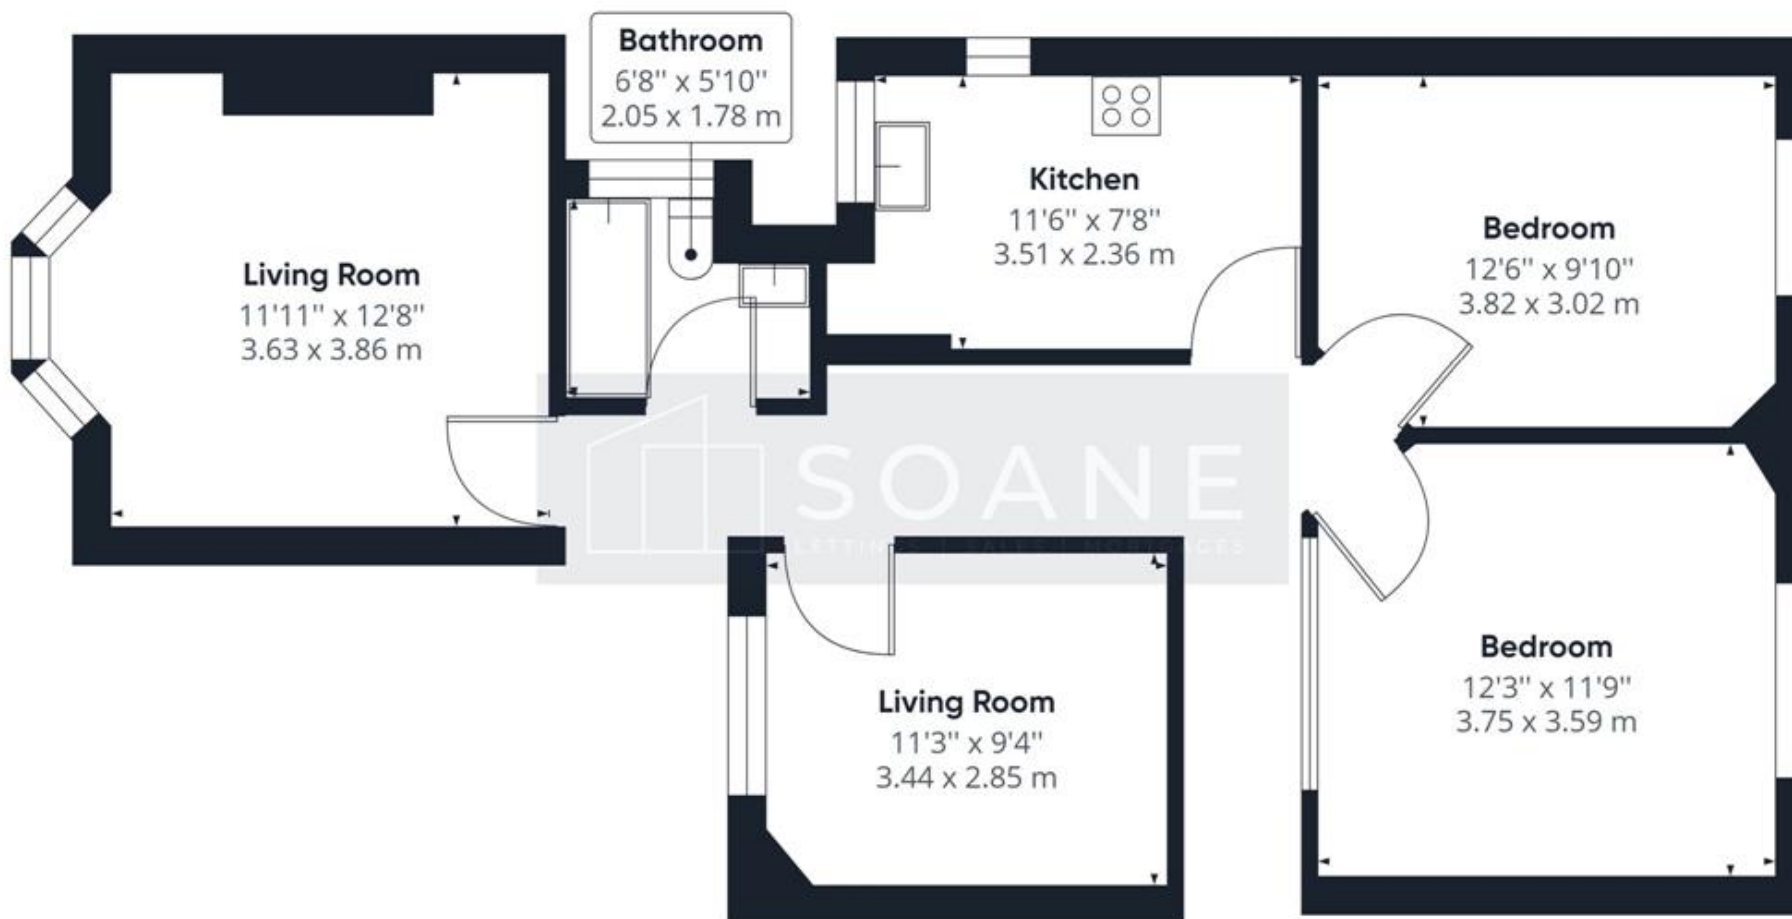 Bathroom
6'8" x 5'10"
2.05 x 1.78 m
Living Room
11'11" x 12'8"
3.63 x 3.86 m
Kitchen
11'6" x 7'8"
3.51 x 2.36 m
Bedroom
12'6" x 9'10"
3.82 x 3.02 m
SOANE
LETTINGS | SALES | MORTGAGES
Living Room
11'3" x 9'4"
3.44 x 2.85 m
Bedroom
12'3" x 11'9"
3.75 x 3.59 m